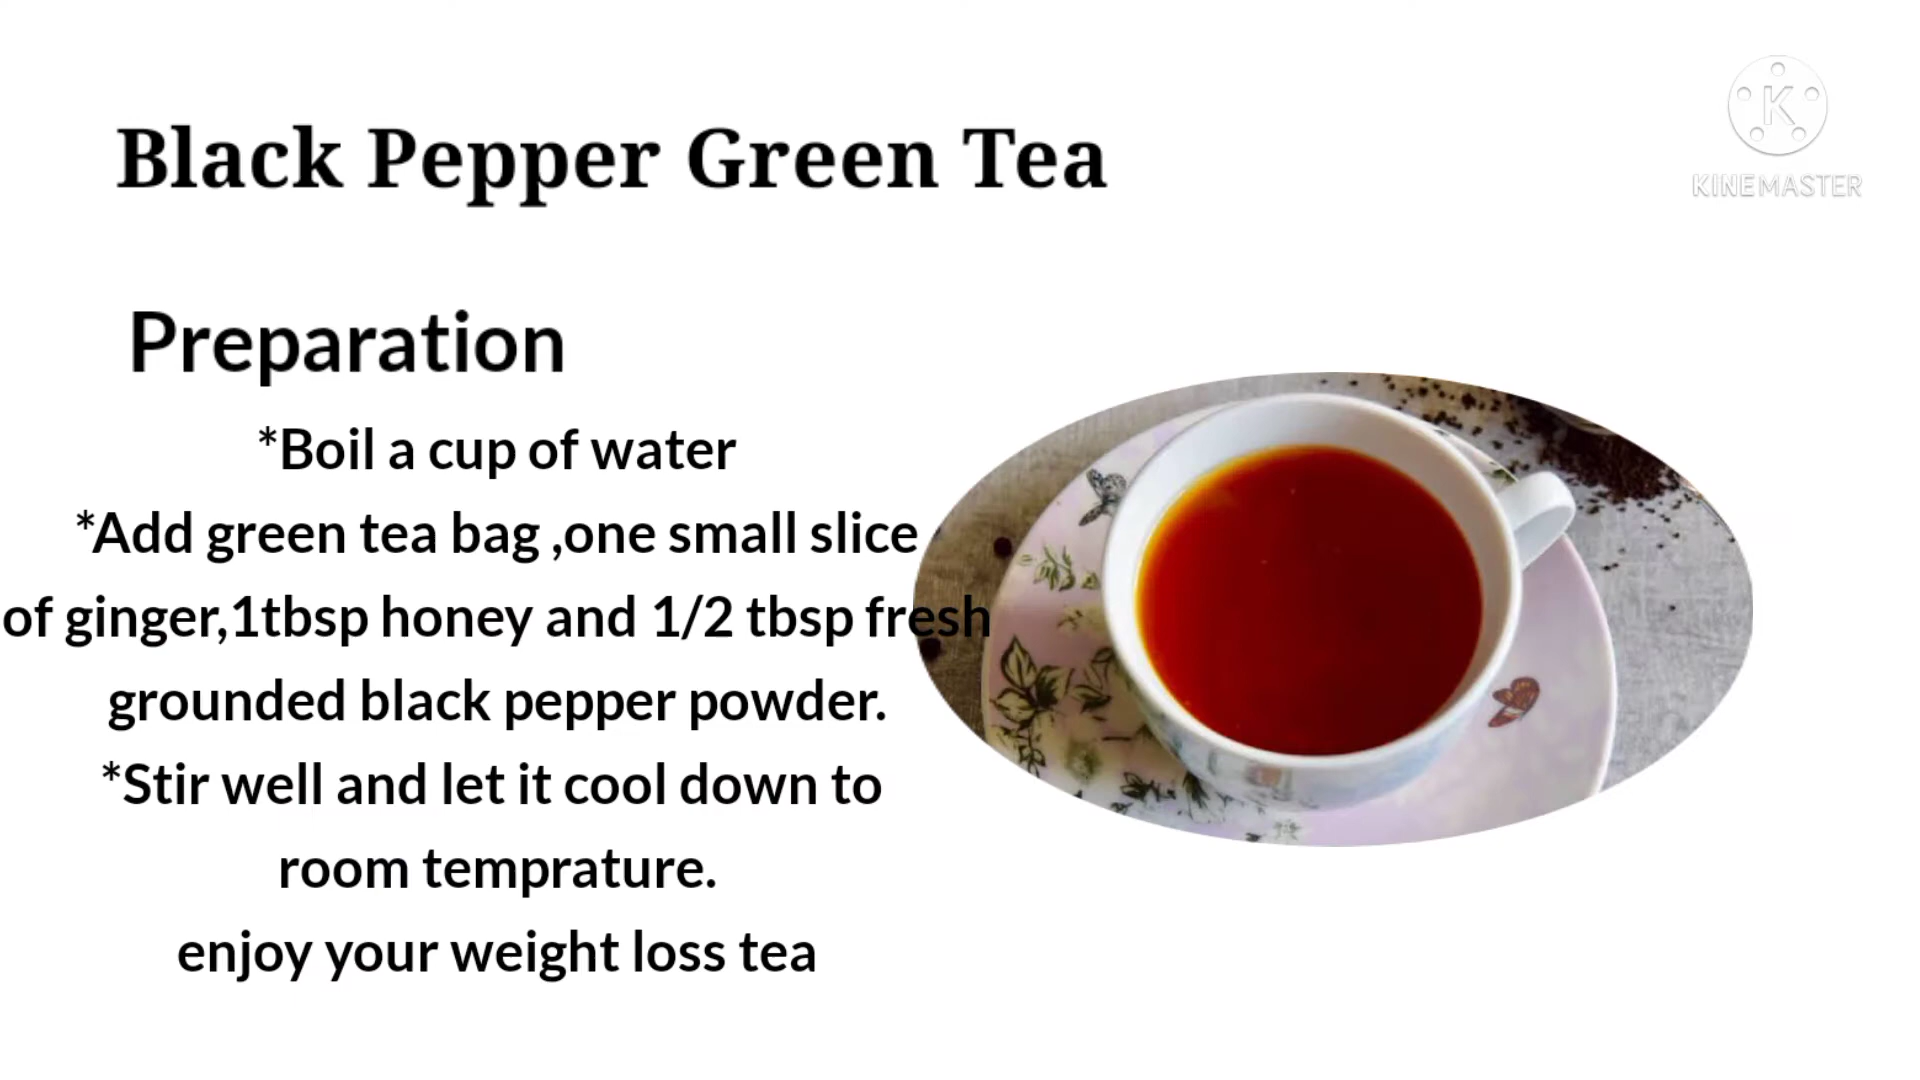 Black Pepper Green Tea
K
KINEMASTER
Preparation
*Boil a cup of water
*Add green tea bag ,one small slice
of ginger,1tbsp honey and 1/2 tbsp fresh
grounded black pepper powder.
*Stir well and let it cool down to
room temprature.
enjoy your weight loss tea